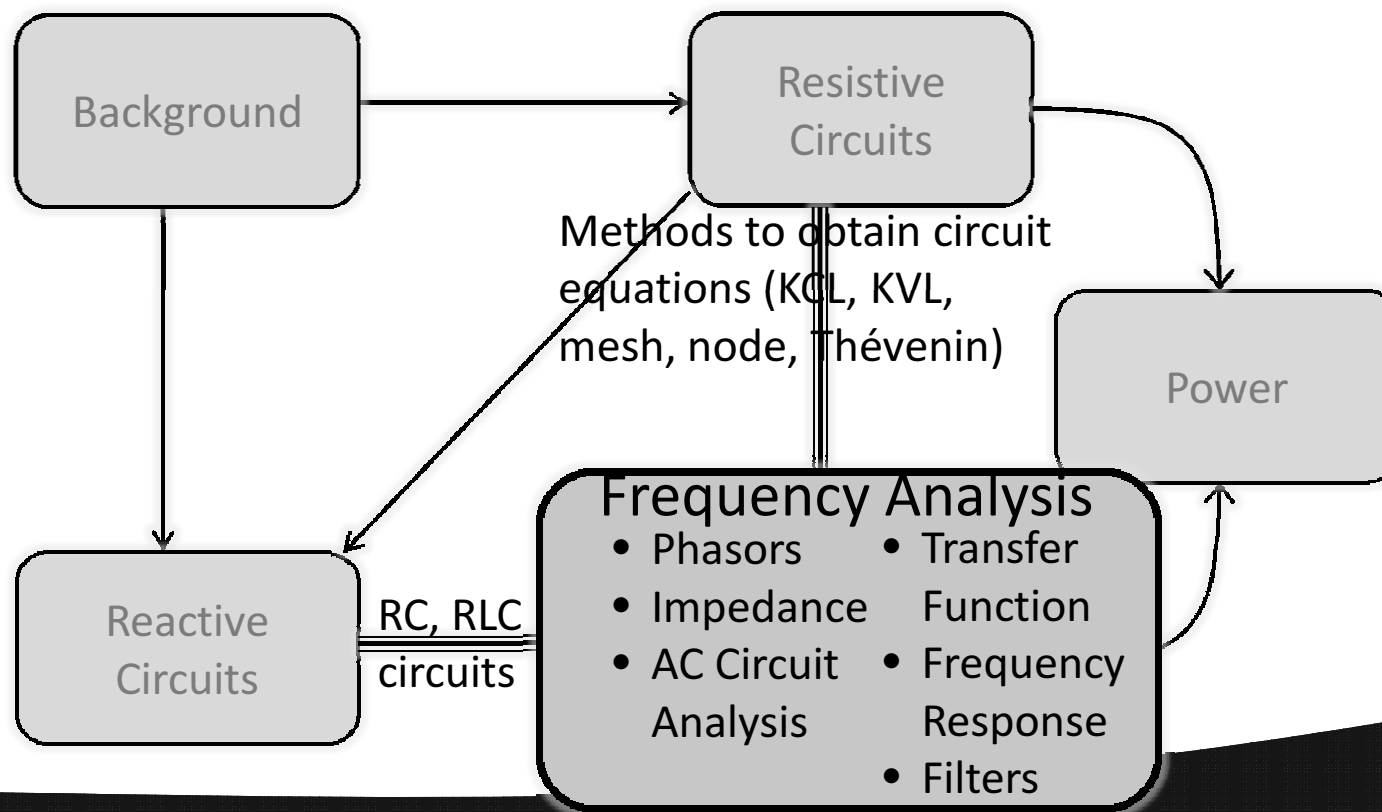 Background
Resistive
Circuits
Methods to obtain circuit
equations (KCL, KVL,
mesh, node, Thévenin)
Power
Reactive
Circuits
RC, RLC
circuits
Frequency Analysis
• Phasors
• Impedance
• AC Circuit
Analysis
• Transfer
Function
• Frequency
Response
• Filters